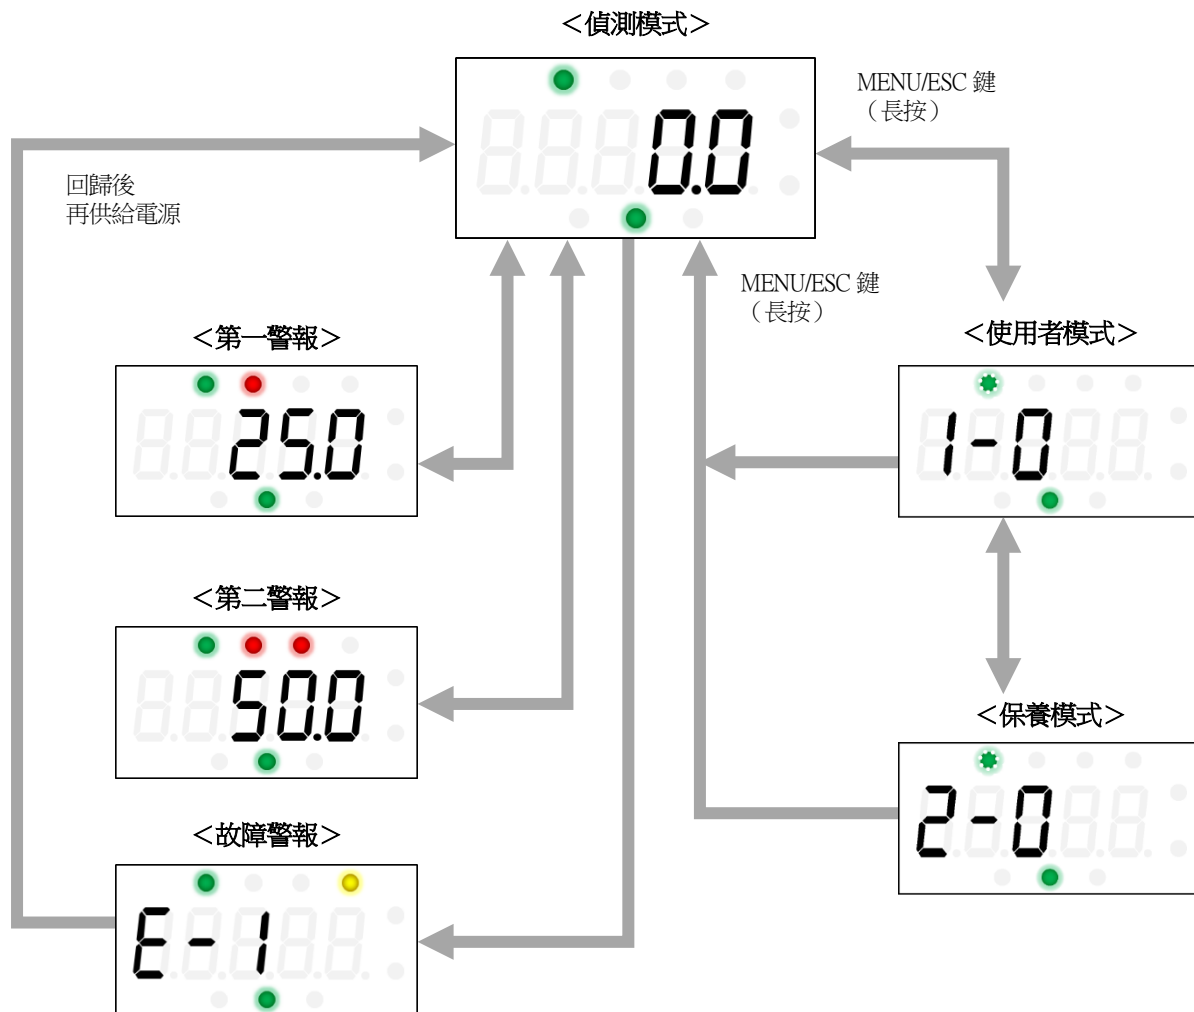 ＜偵測模式＞
0.0
MENU/ESC 鍵
（長按）
回歸後
再供給電源
MENU/ESC 鍵
（長按）
＜第一警報＞
25.0
＜使用者模式＞
1-0
＜第二警報＞
50.0
＜保養模式＞
2-0
＜故障警報＞
E-1